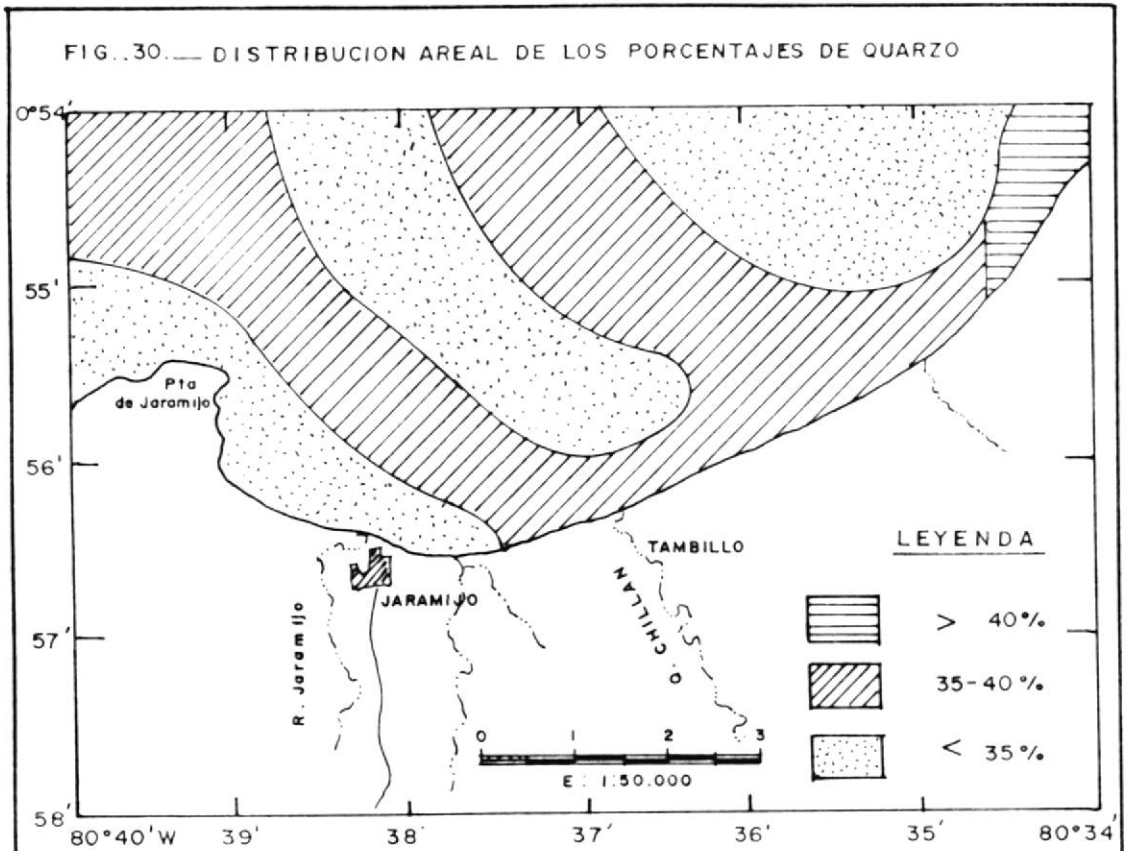 FIG..30.— DISTRIBUCION AREAL DE LOS PORCENTAJES DE QUARZO
0°54'
55'
Pta
de Jaramijo
56'
LEYENDA
TAMBILLO
JARAMIJO
R. Jaramijo
Q. CHILLAN
> 40%
57'
35-40%
0 1 2 3
< 35%
E: 1:50.000
58'
80°40'W 39' 38' 37' 36' 35' 80°34'